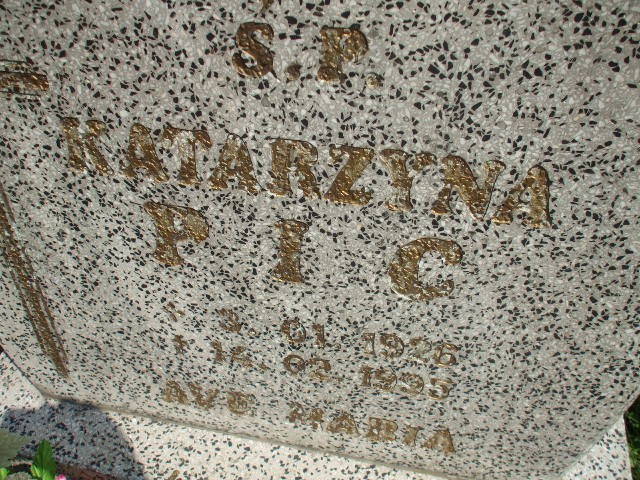 S.P.
KATARZYNA
PIC
01 1926
02 1995
AVE MARIA